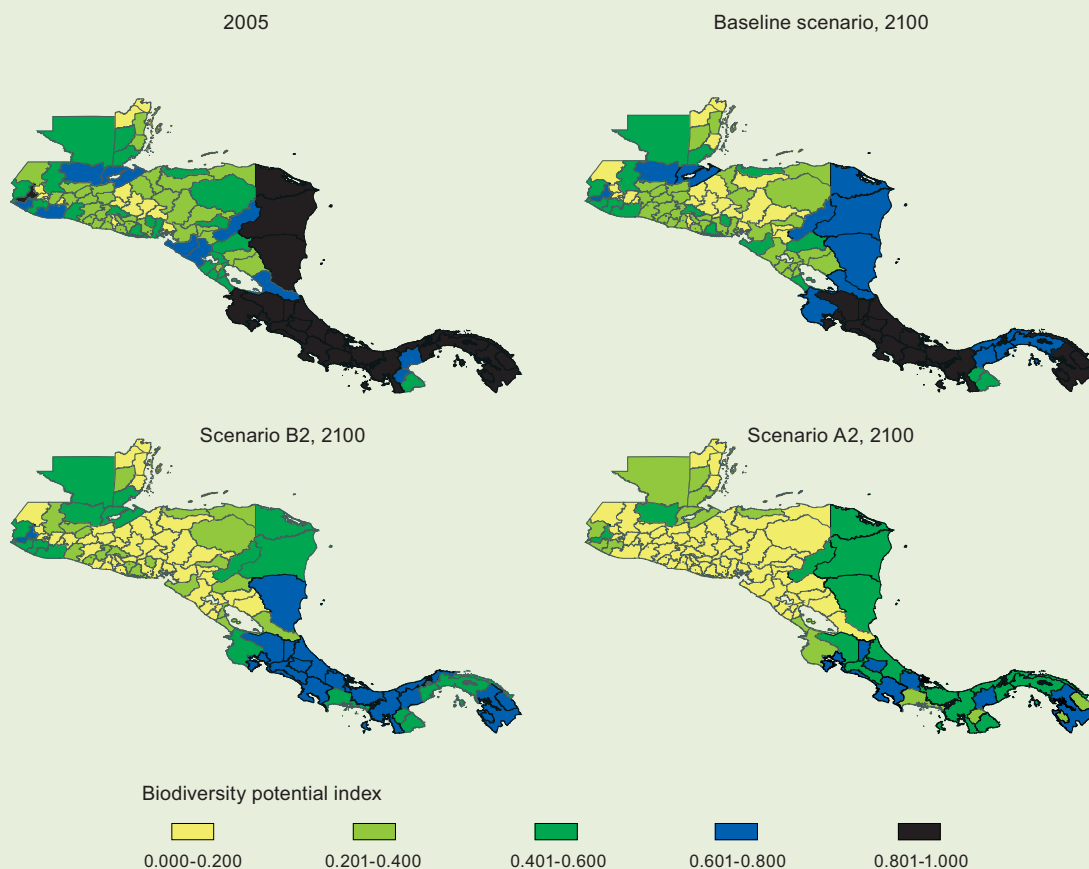 2005
Baseline scenario, 2100
Scenario B2, 2100
Scenario A2, 2100
Biodiversity potential index
0.000-0.200
0.201-0.400
0.401-0.600
0.601-0.800
0.801-1.000